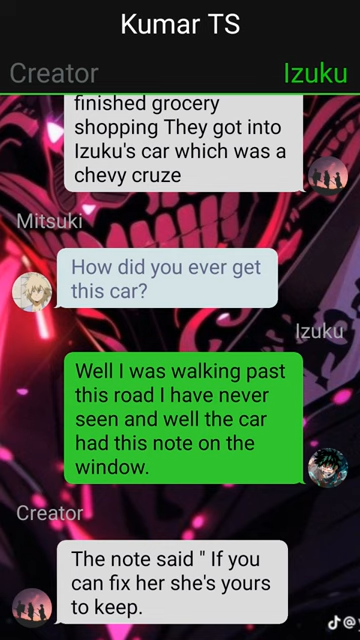 Kumar TS
Creator
Izuku
finished grocery
shopping They got into
Izuku's car which was a
chevy cruze
Mitsuki
How did you ever get
this car?
Izuku
Well I was walking past
this road I have never
seen and well the car
had this note on the
window.
Creator
The note said " If you
can fix her she's yours
to keep.
@